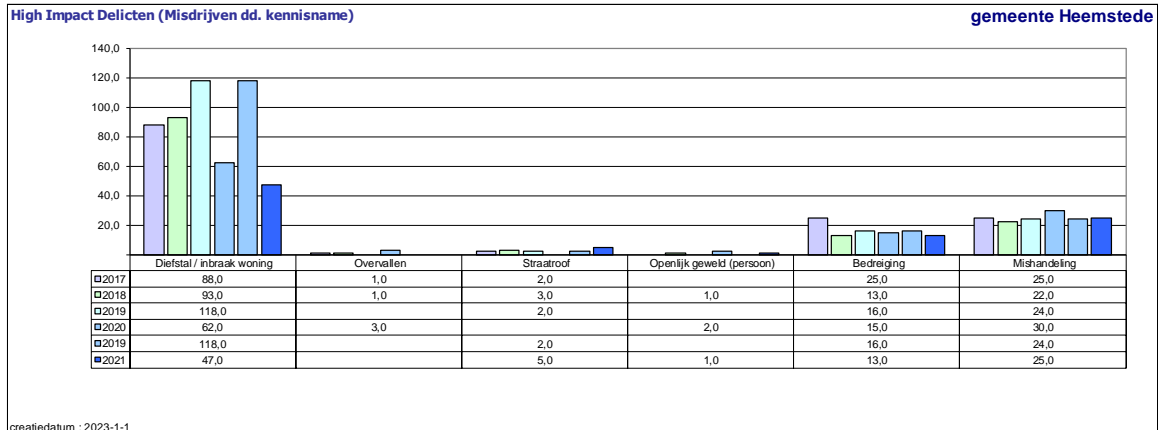 High Impact Delicten (Misdrijven dd. kennisname) gemeente Heemstede
140,0
120,0
100,0
80,0
60,0
40,0
20,0
-
Diefstal / inbraak woning Overvallen Straatroof Openlijk geweld (persoon) Bedreiging Mishandeling
2017 88,0 1,0 2,0 25,0 25,0
2018 93,0 1,0 3,0 1,0 13,0 22,0
2019 118,0 2,0 16,0 24,0
2020 62,0 3,0 2,0 15,0 30,0
2019 118,0 2,0 16,0 24,0
2021 47,0 5,0 1,0 13,0 25,0
creatiedatum : 2023-1-1